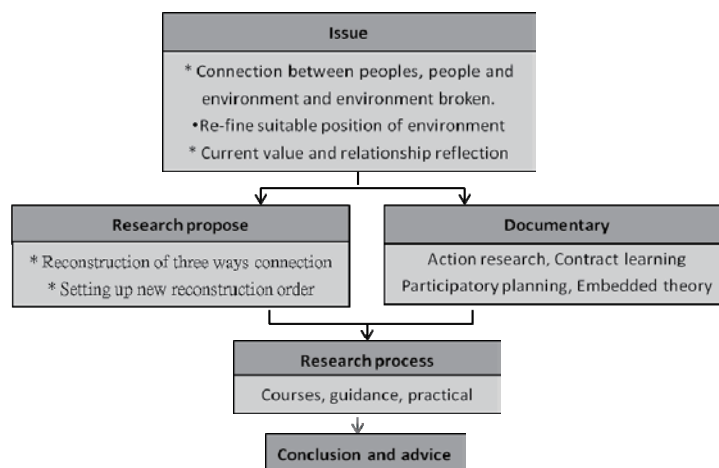 Issue
* Connection between peoples, people and
environment and environment broken.
•Re-fine suitable position of environment
* Current value and relationship reflection
Research propose
* Reconstruction of three ways connection
* Setting up new reconstruction order
Documentary
Action research, Contract learning
Participatory planning, Embedded theory
Research process
Courses, guidance, practical
Conclusion and advice